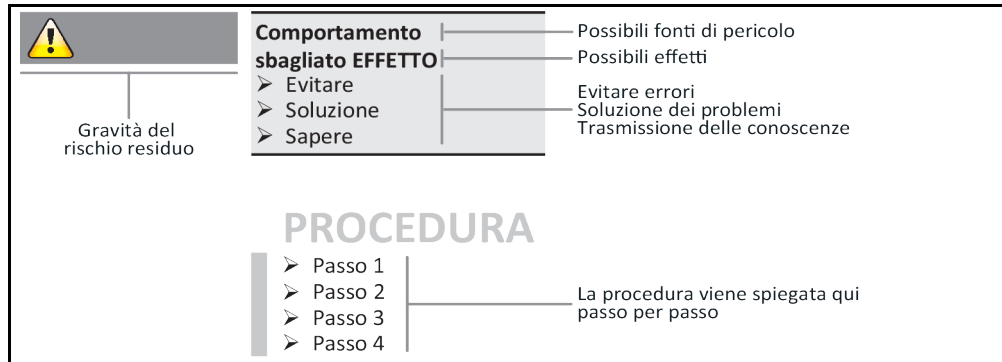 Comportamento
sbagliato EFFETTO
➢ Evitare
➢ Soluzione
➢ Sapere
Possibili fonti di pericolo
Possibili effetti
Evitare errori
Soluzione dei problemi
Trasmissione delle conoscenze
Gravità del
rischio residuo
PROCEDURA
➢ Passo 1
➢ Passo 2
➢ Passo 3
➢ Passo 4
La procedura viene spiegata qui
passo per passo